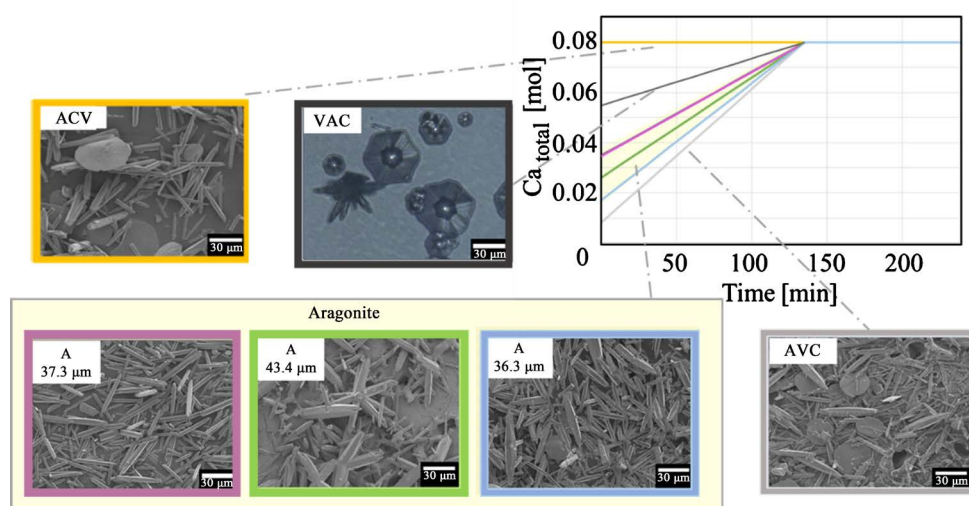 0.08
0.06
0.04
0.02
0
50
100
150
200
Ca total [mol]
Time [min]
ACV
30 μm
VAC
30 μm
Aragonite
A
37.3 μm
30 μm
A
43.4 μm
30 μm
A
36.3 μm
30 μm
AVC
30 μm